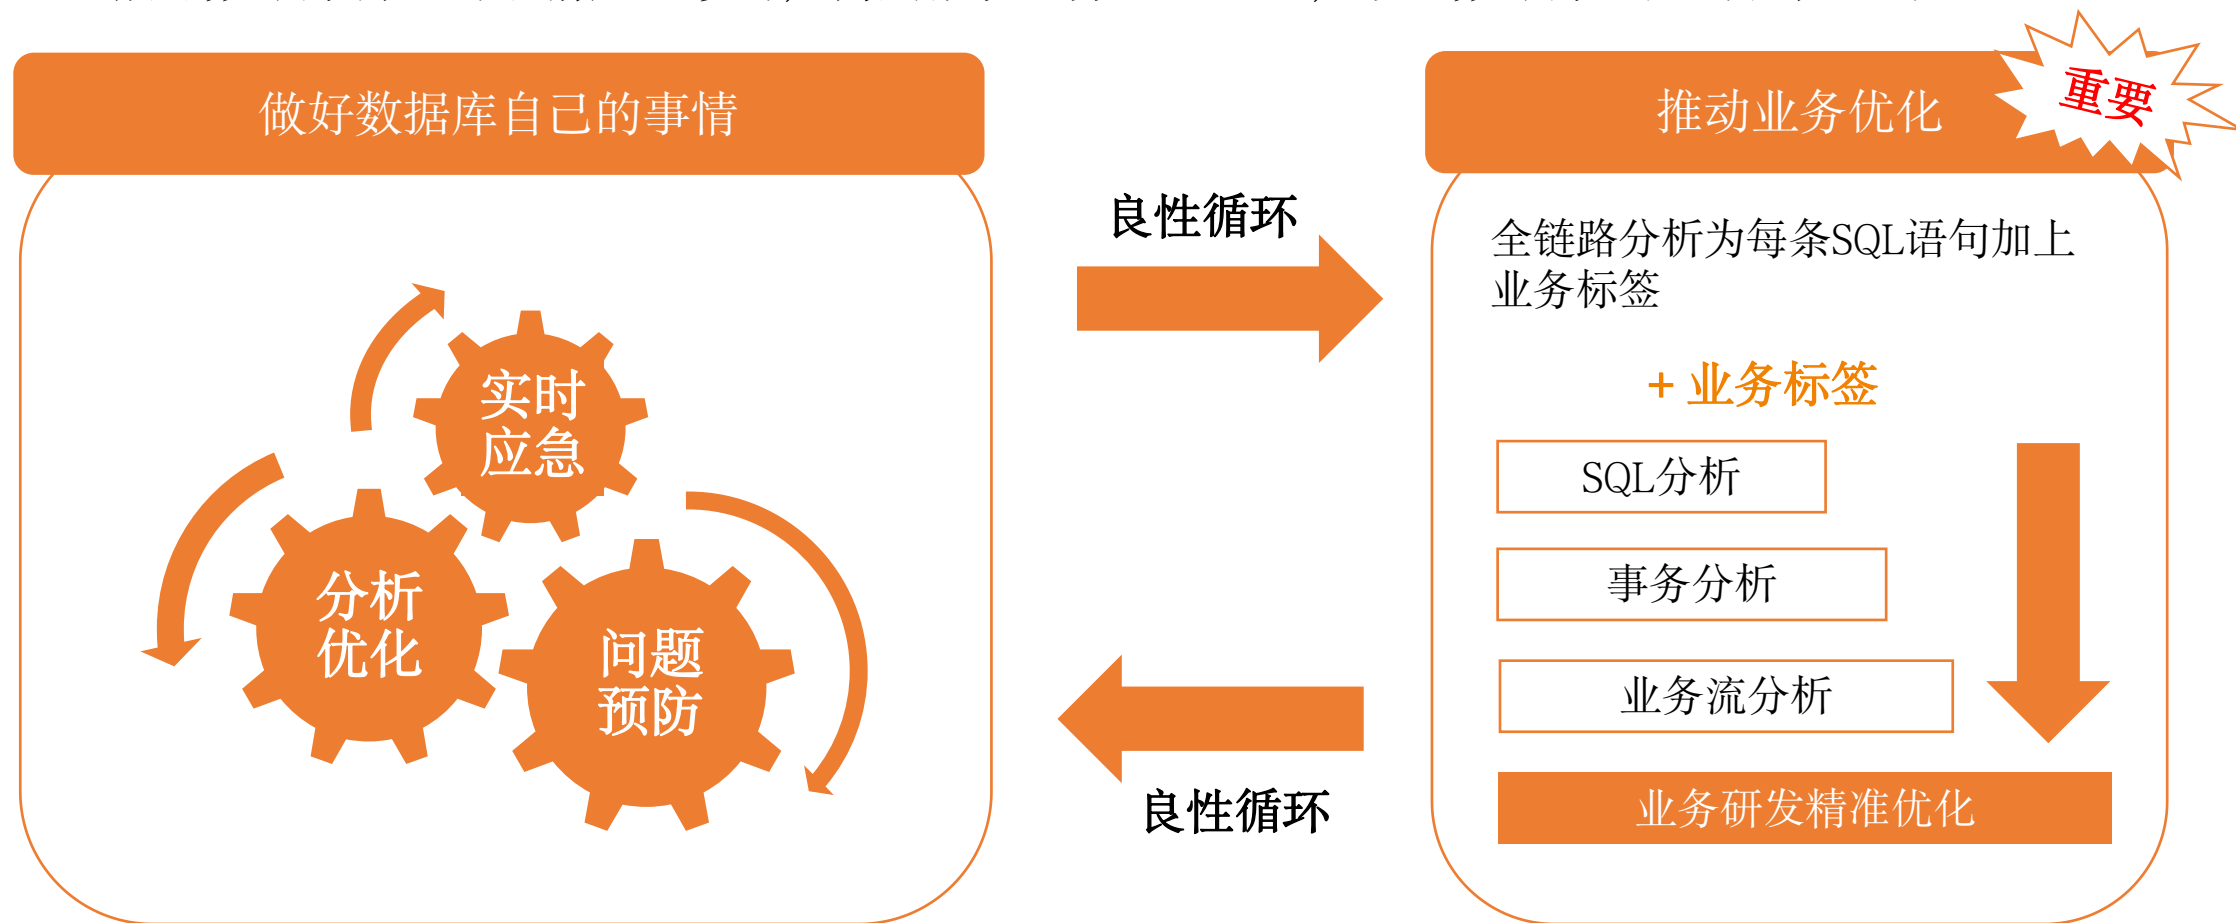 做好数据库自己的事情
推动业务优化
重要
良性循环
全链路分析为每条SQL语句加上
业务标签
+ 业务标签
实时
应急
分析
优化
问题
预防
SQL分析
事务分析
业务流分析
业务研发精准优化
良性循环